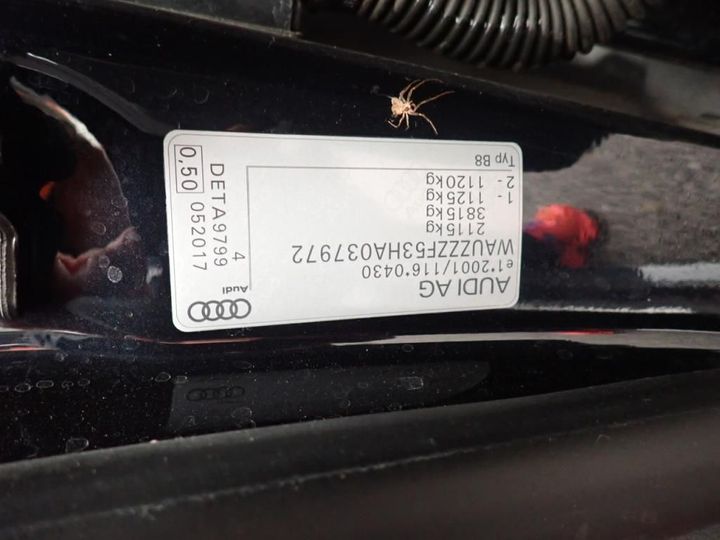 AUDI AG
e1*2001/116*0430
WAUZZZF53HA037972
2115kg
3815kg
1 - 1125kg
2 - 1120kg
Typ B8
Audi
4
DETA9799
0,50 052017